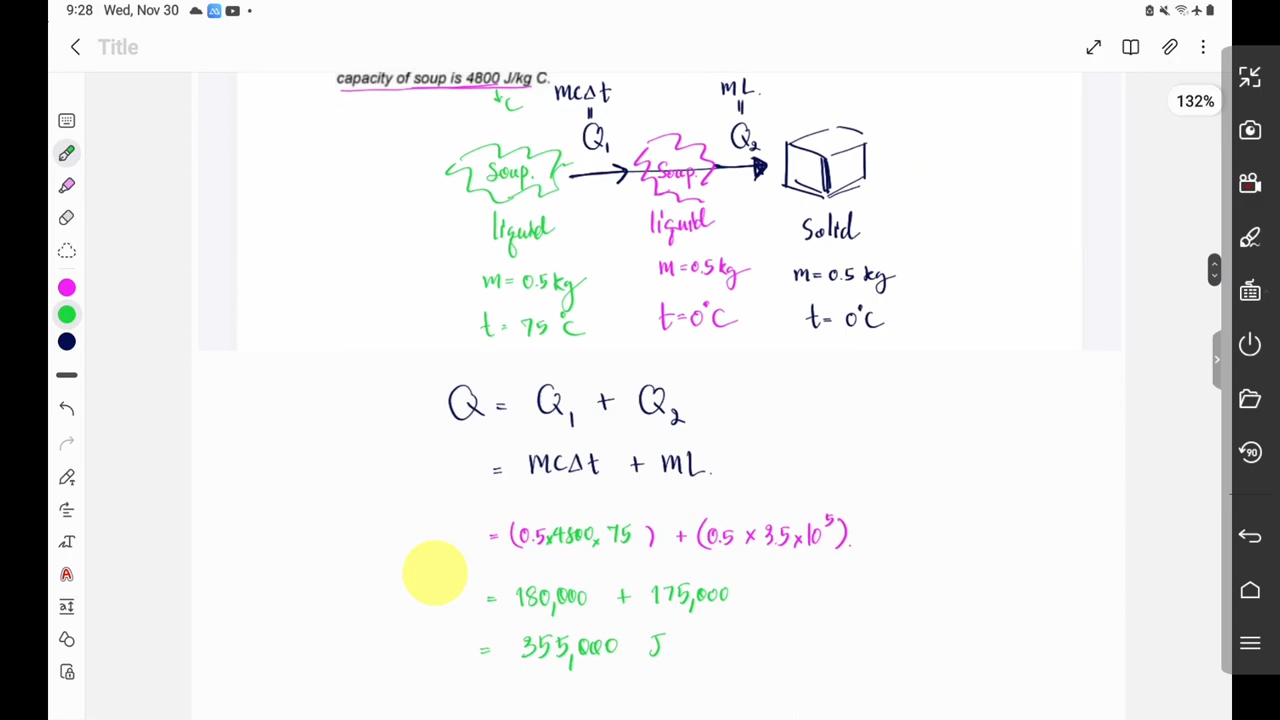 9:28 Wed, Nov 30
Title
132%
capacity of soup is 4800 J/kg C.
C
mcΔt
mL.
=
=
Q₁
Q₂
Soup.
Soup.
liquid
liquid
Solid
m = 0.5 kg
m = 0.5 kg
m = 0.5 kg
t = 75 °C
t = 0°C
t = 0°C
Q = Q₁ + Q₂
= mcΔt + mL.
= (0.5 x 4800 x 75 ) + (0.5 x 3.5 x 10⁵).
= 180,000 + 175,000
= 355,000 J
90